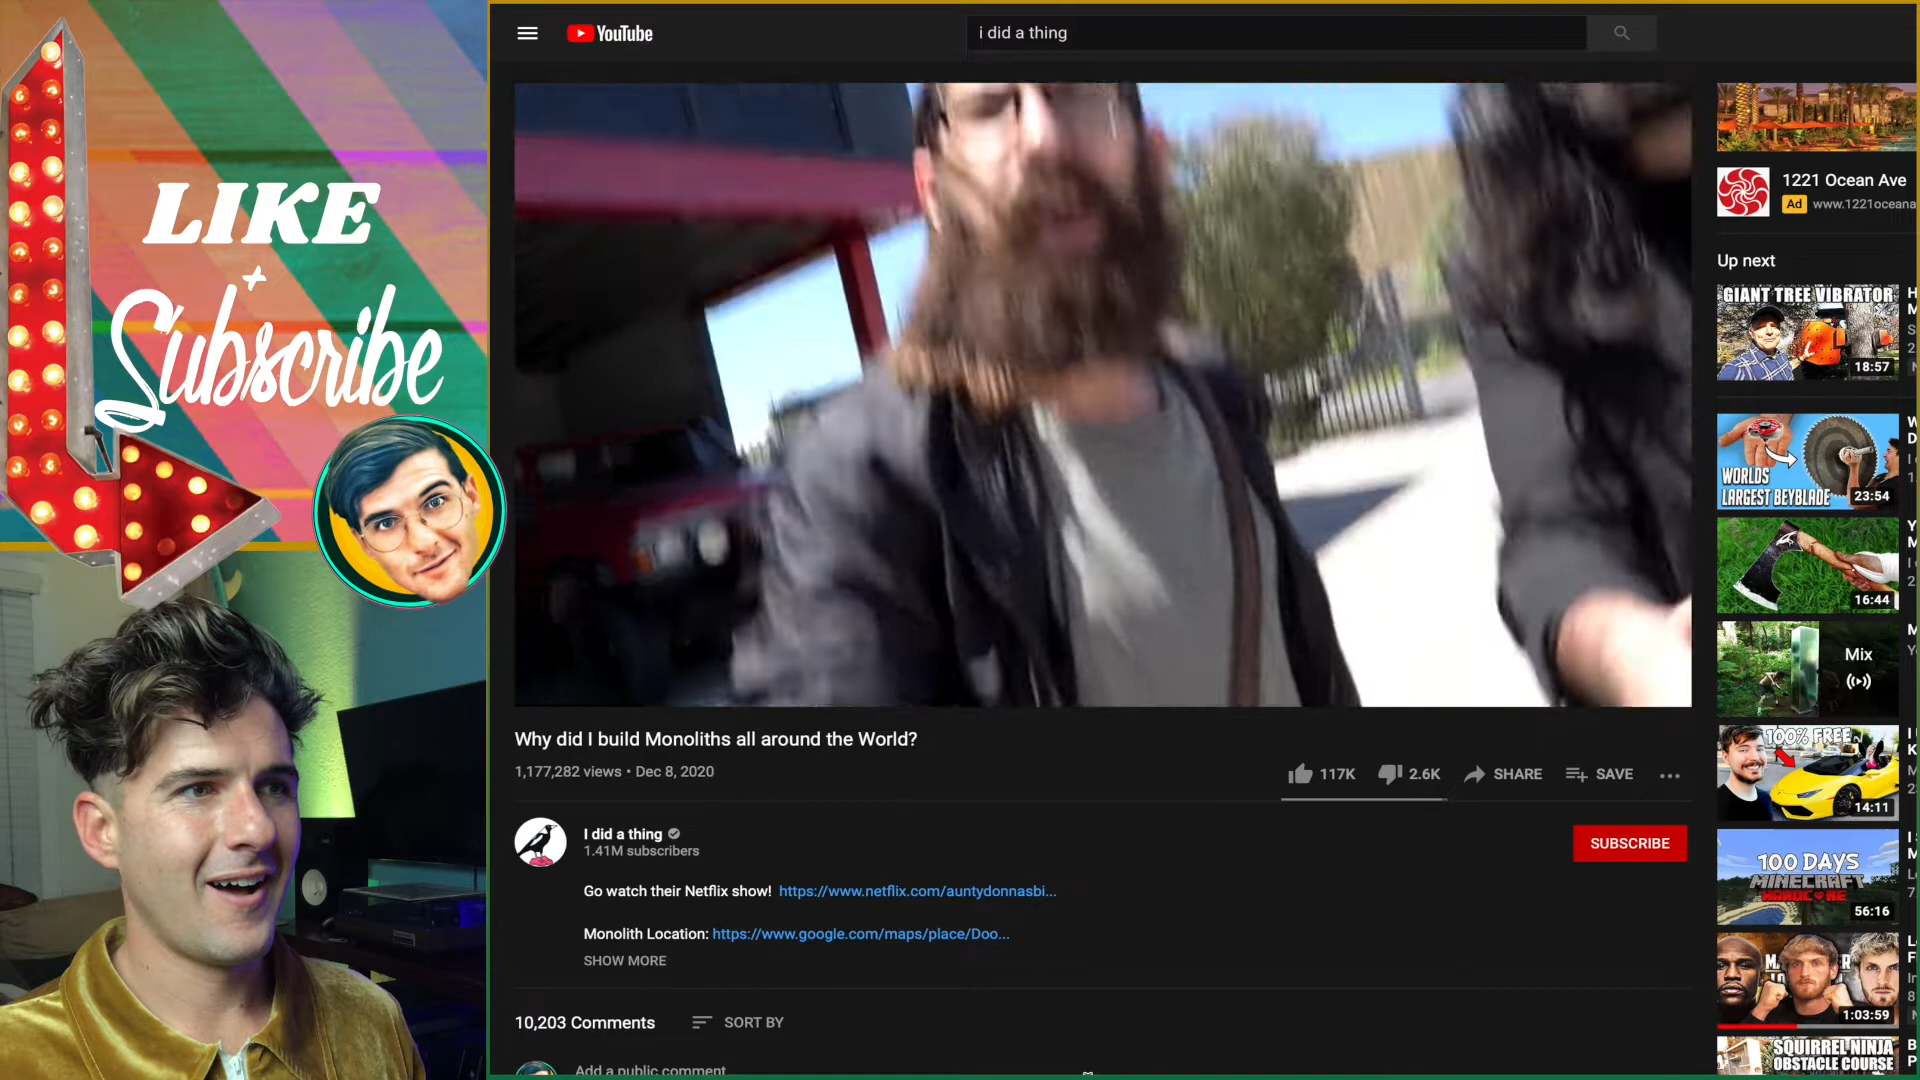 LIKE
+
Subscribe
YouTube
i did a thing
1221 Ocean Ave
Ad www.1221oceana
Up next
GIANT TREE VIBRATOR
18:57
WORLDS
LARGEST BEYBLADE
23:54
16:44
Mix
100% FREE
14:11
100 DAYS
MINECRAFT
HARDCORE
56:16
1:03:59
SQUIRREL NINJA
OBSTACLE COURSE
Why did I build Monoliths all around the World?
1,177,282 views • Dec 8, 2020
117K 2.6K SHARE SAVE
I did a thing
1.41M subscribers
SUBSCRIBE
Go watch their Netflix show! https://www.netflix.com/auntydonnasbi...
Monolith Location: https://www.google.com/maps/place/Doo...
SHOW MORE
10,203 Comments SORT BY
Add a public comment